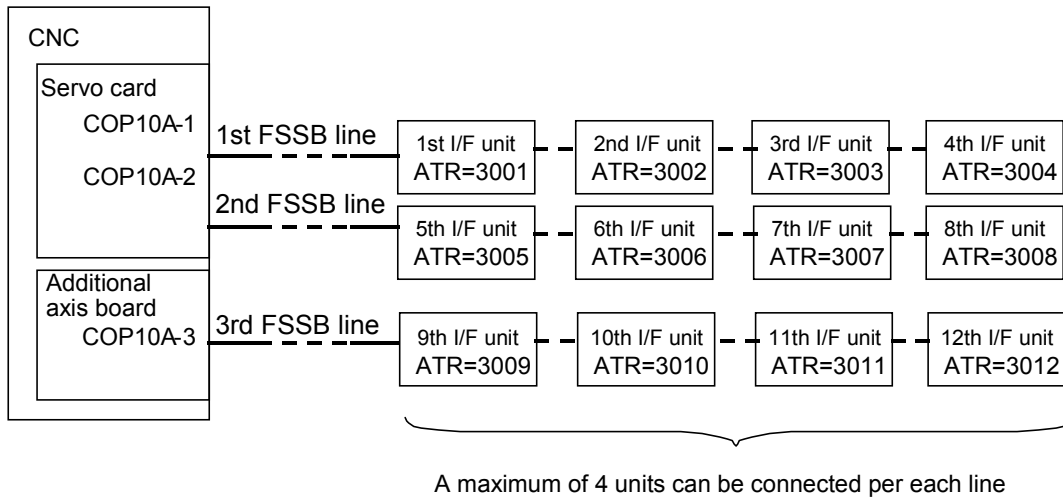 CNC
Servo card
COP10A-1
COP10A-2
1st FSSB line
1st I/F unit
ATR=3001
2nd I/F unit
ATR=3002
3rd I/F unit
ATR=3003
4th I/F unit
ATR=3004
2nd FSSB line
5th I/F unit
ATR=3005
6th I/F unit
ATR=3006
7th I/F unit
ATR=3007
8th I/F unit
ATR=3008
Additional
axis board
COP10A-3
3rd FSSB line
9th I/F unit
ATR=3009
10th I/F unit
ATR=3010
11th I/F unit
ATR=3011
12th I/F unit
ATR=3012
A maximum of 4 units can be connected per each line